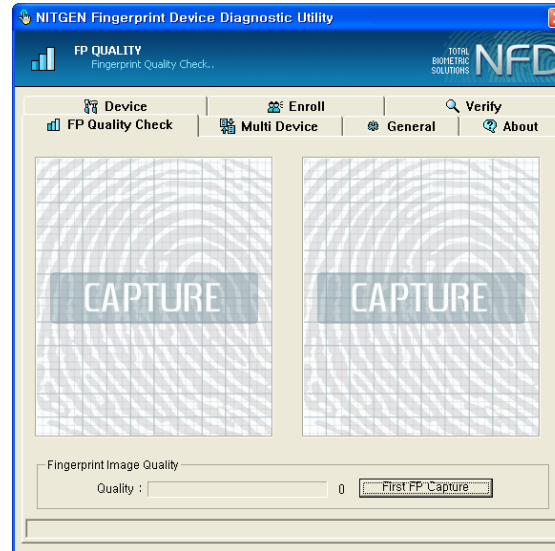 NITGEN Fingerprint Device Diagnostic Utility
FP QUALITY
Fingerprint Quality Check..
TOTAL
BIOMETRIC
SOLUTIONS
NFD
Device
Enroll
Verify
FP Quality Check
Multi Device
General
About
CAPTURE
CAPTURE
Fingerprint Image Quality
Quality :
0
First FP Capture